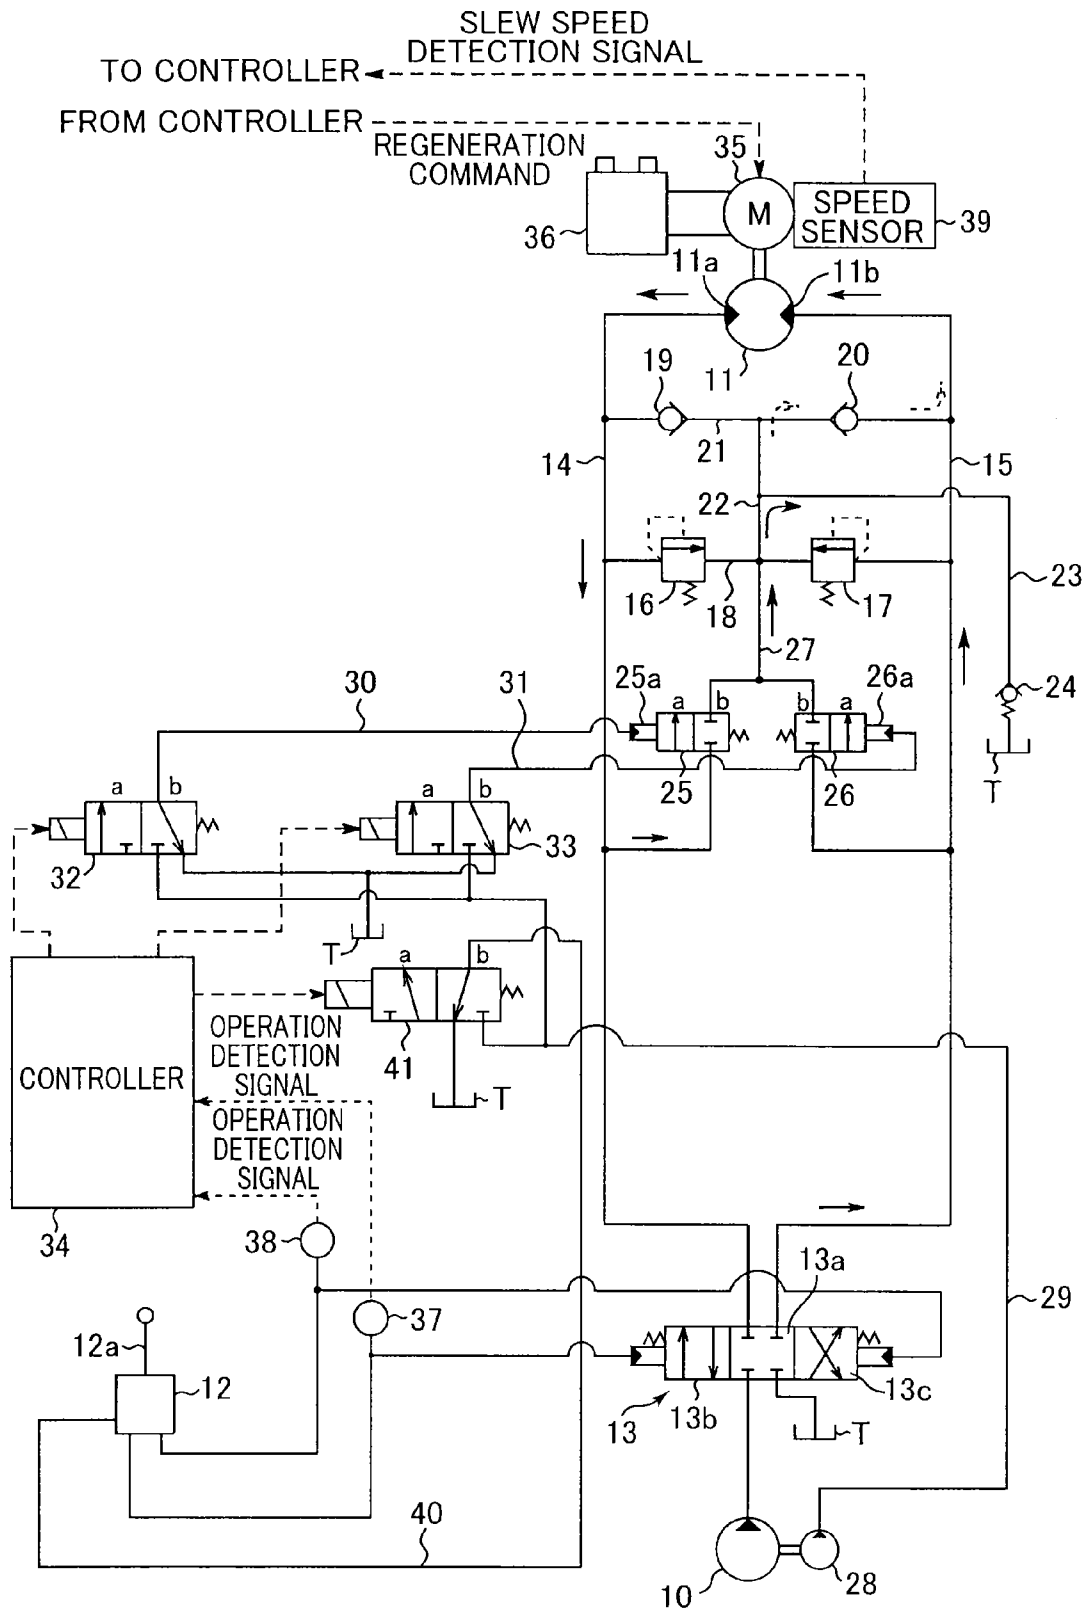 SLEW SPEED
DETECTION SIGNAL
TO CONTROLLER
FROM CONTROLLER
REGENERATION
COMMAND
35
36
M
SPEED
SENSOR
39
11a
11b
11
19
20
21
14
15
22
16
18
17
23
27
30
31
25a
a
b
b
a
26a
24
25
26
T
a
b
a
b
32
33
T
a
b
41
T
CONTROLLER
OPERATION
DETECTION
SIGNAL
OPERATION
DETECTION
SIGNAL
34
38
37
13a
29
12a
12
13
13b
13c
T
40
10
28